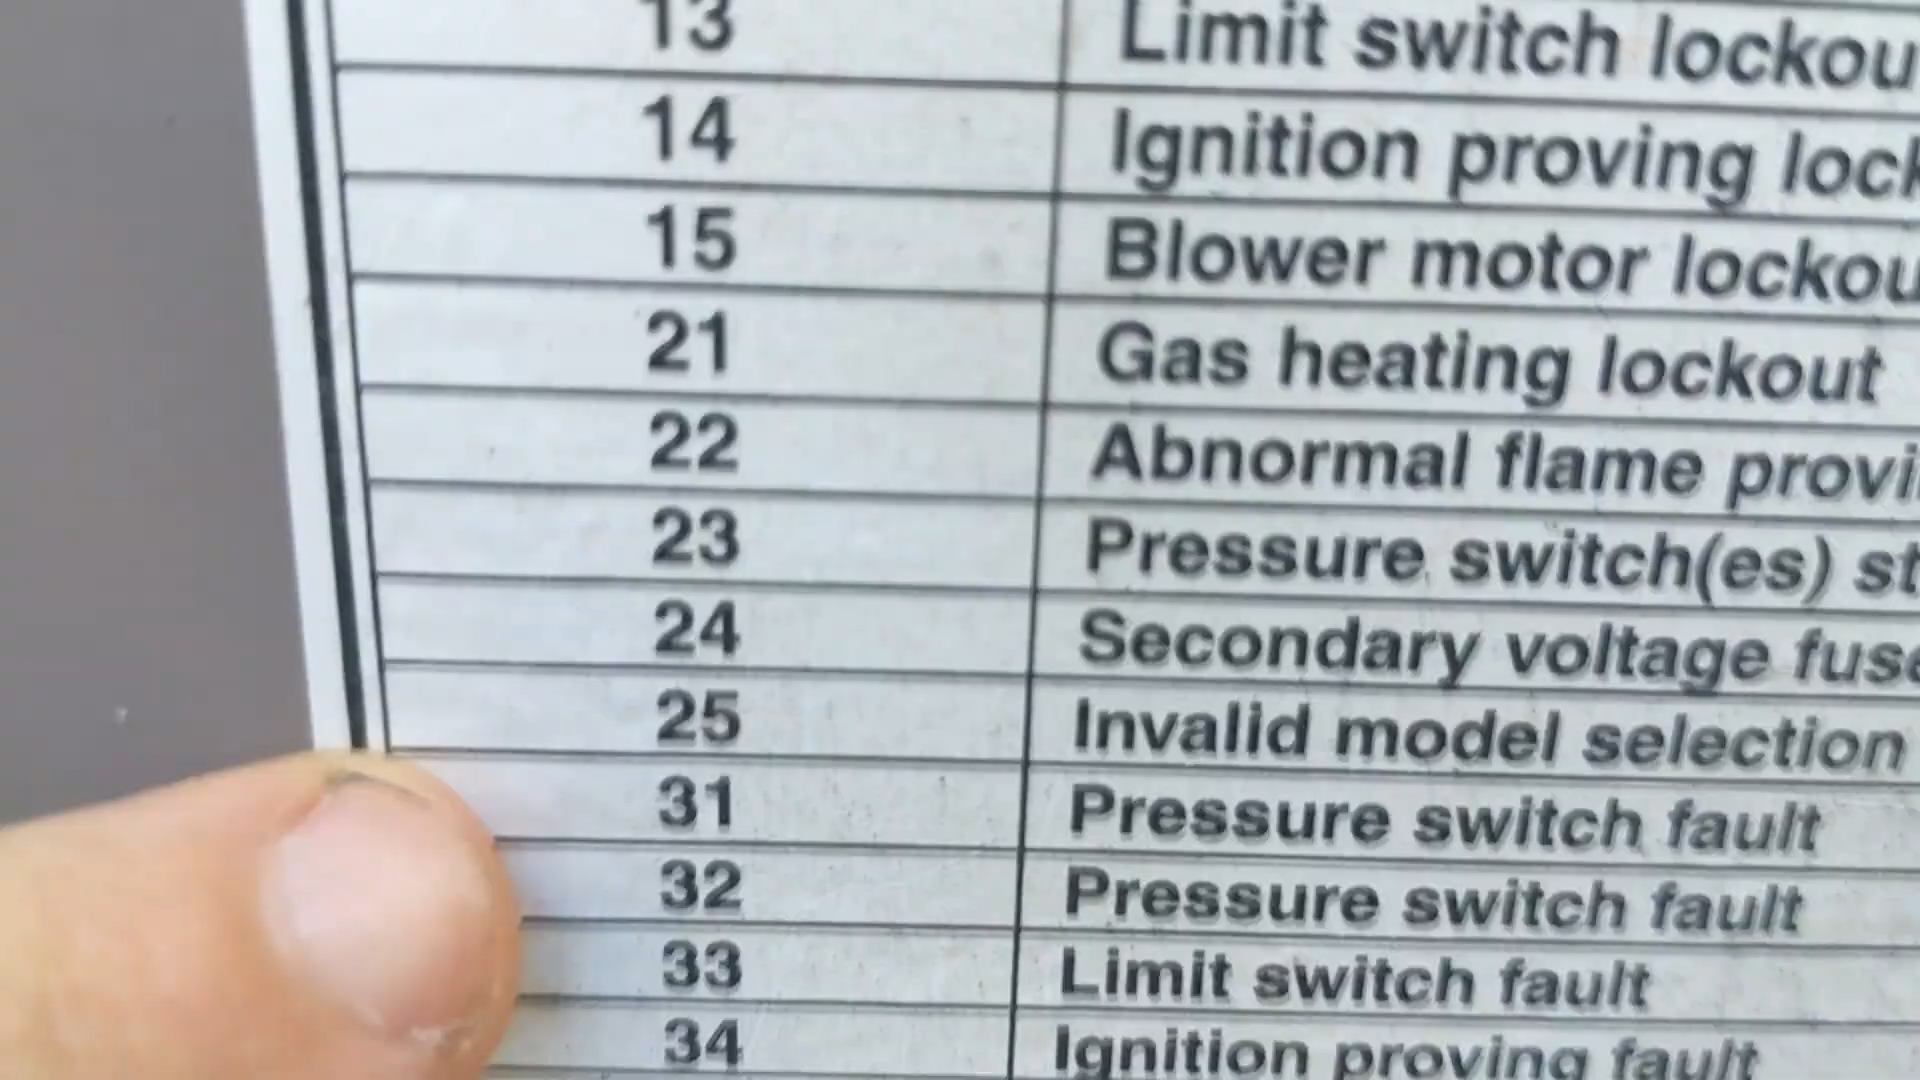 13 Limit switch lockou
14 Ignition proving lock
15 Blower motor lockou
21 Gas heating lockout
22 Abnormal flame provi
23 Pressure switch(es) st
24 Secondary voltage fuse
25 Invalid model selection
31 Pressure switch fault
32 Pressure switch fault
33 Limit switch fault
34 Ignition proving fault